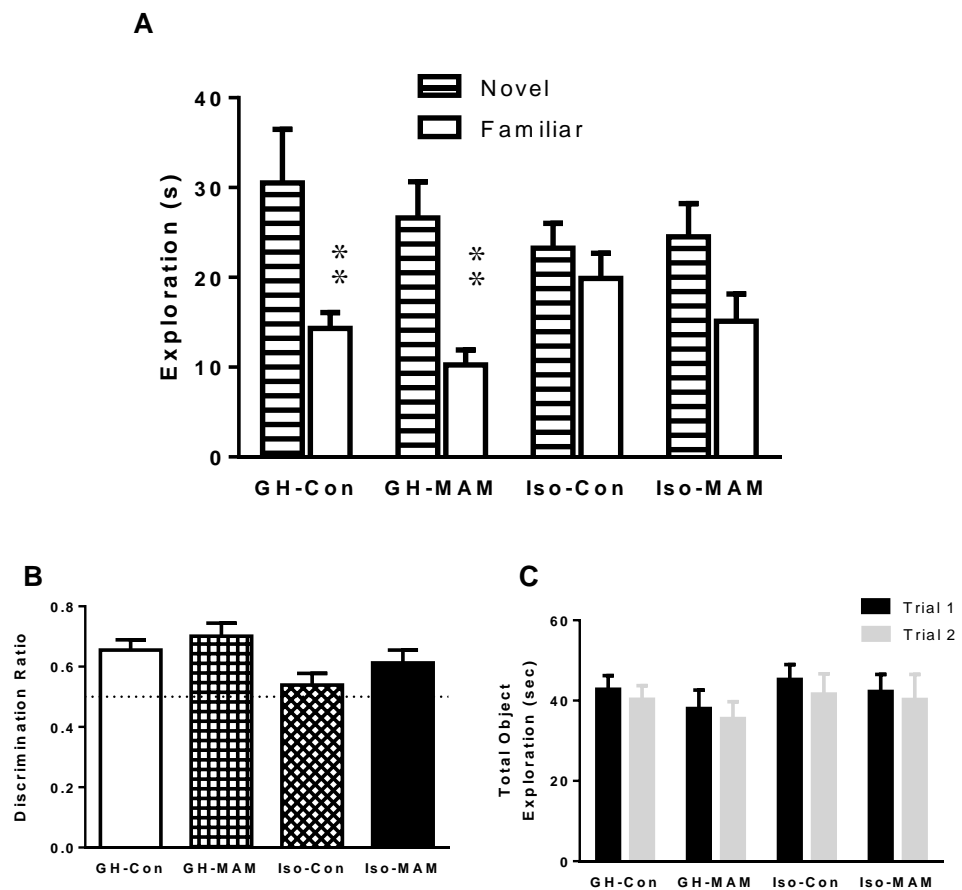 A
Novel
Familiar
40
30
20
10
0
Exploration (s)
**
**
GH-Con GH-MAM Iso-Con Iso-MAM
B
0.8
0.6
0.4
0.2
0.0
Discrimination Ratio
GH-Con GH-MAM Iso-Con Iso-MAM
C
Trial 1
Trial 2
60
40
20
0
Total Object
Exploration (sec)
GH-Con GH-MAM Iso-Con Iso-MAM